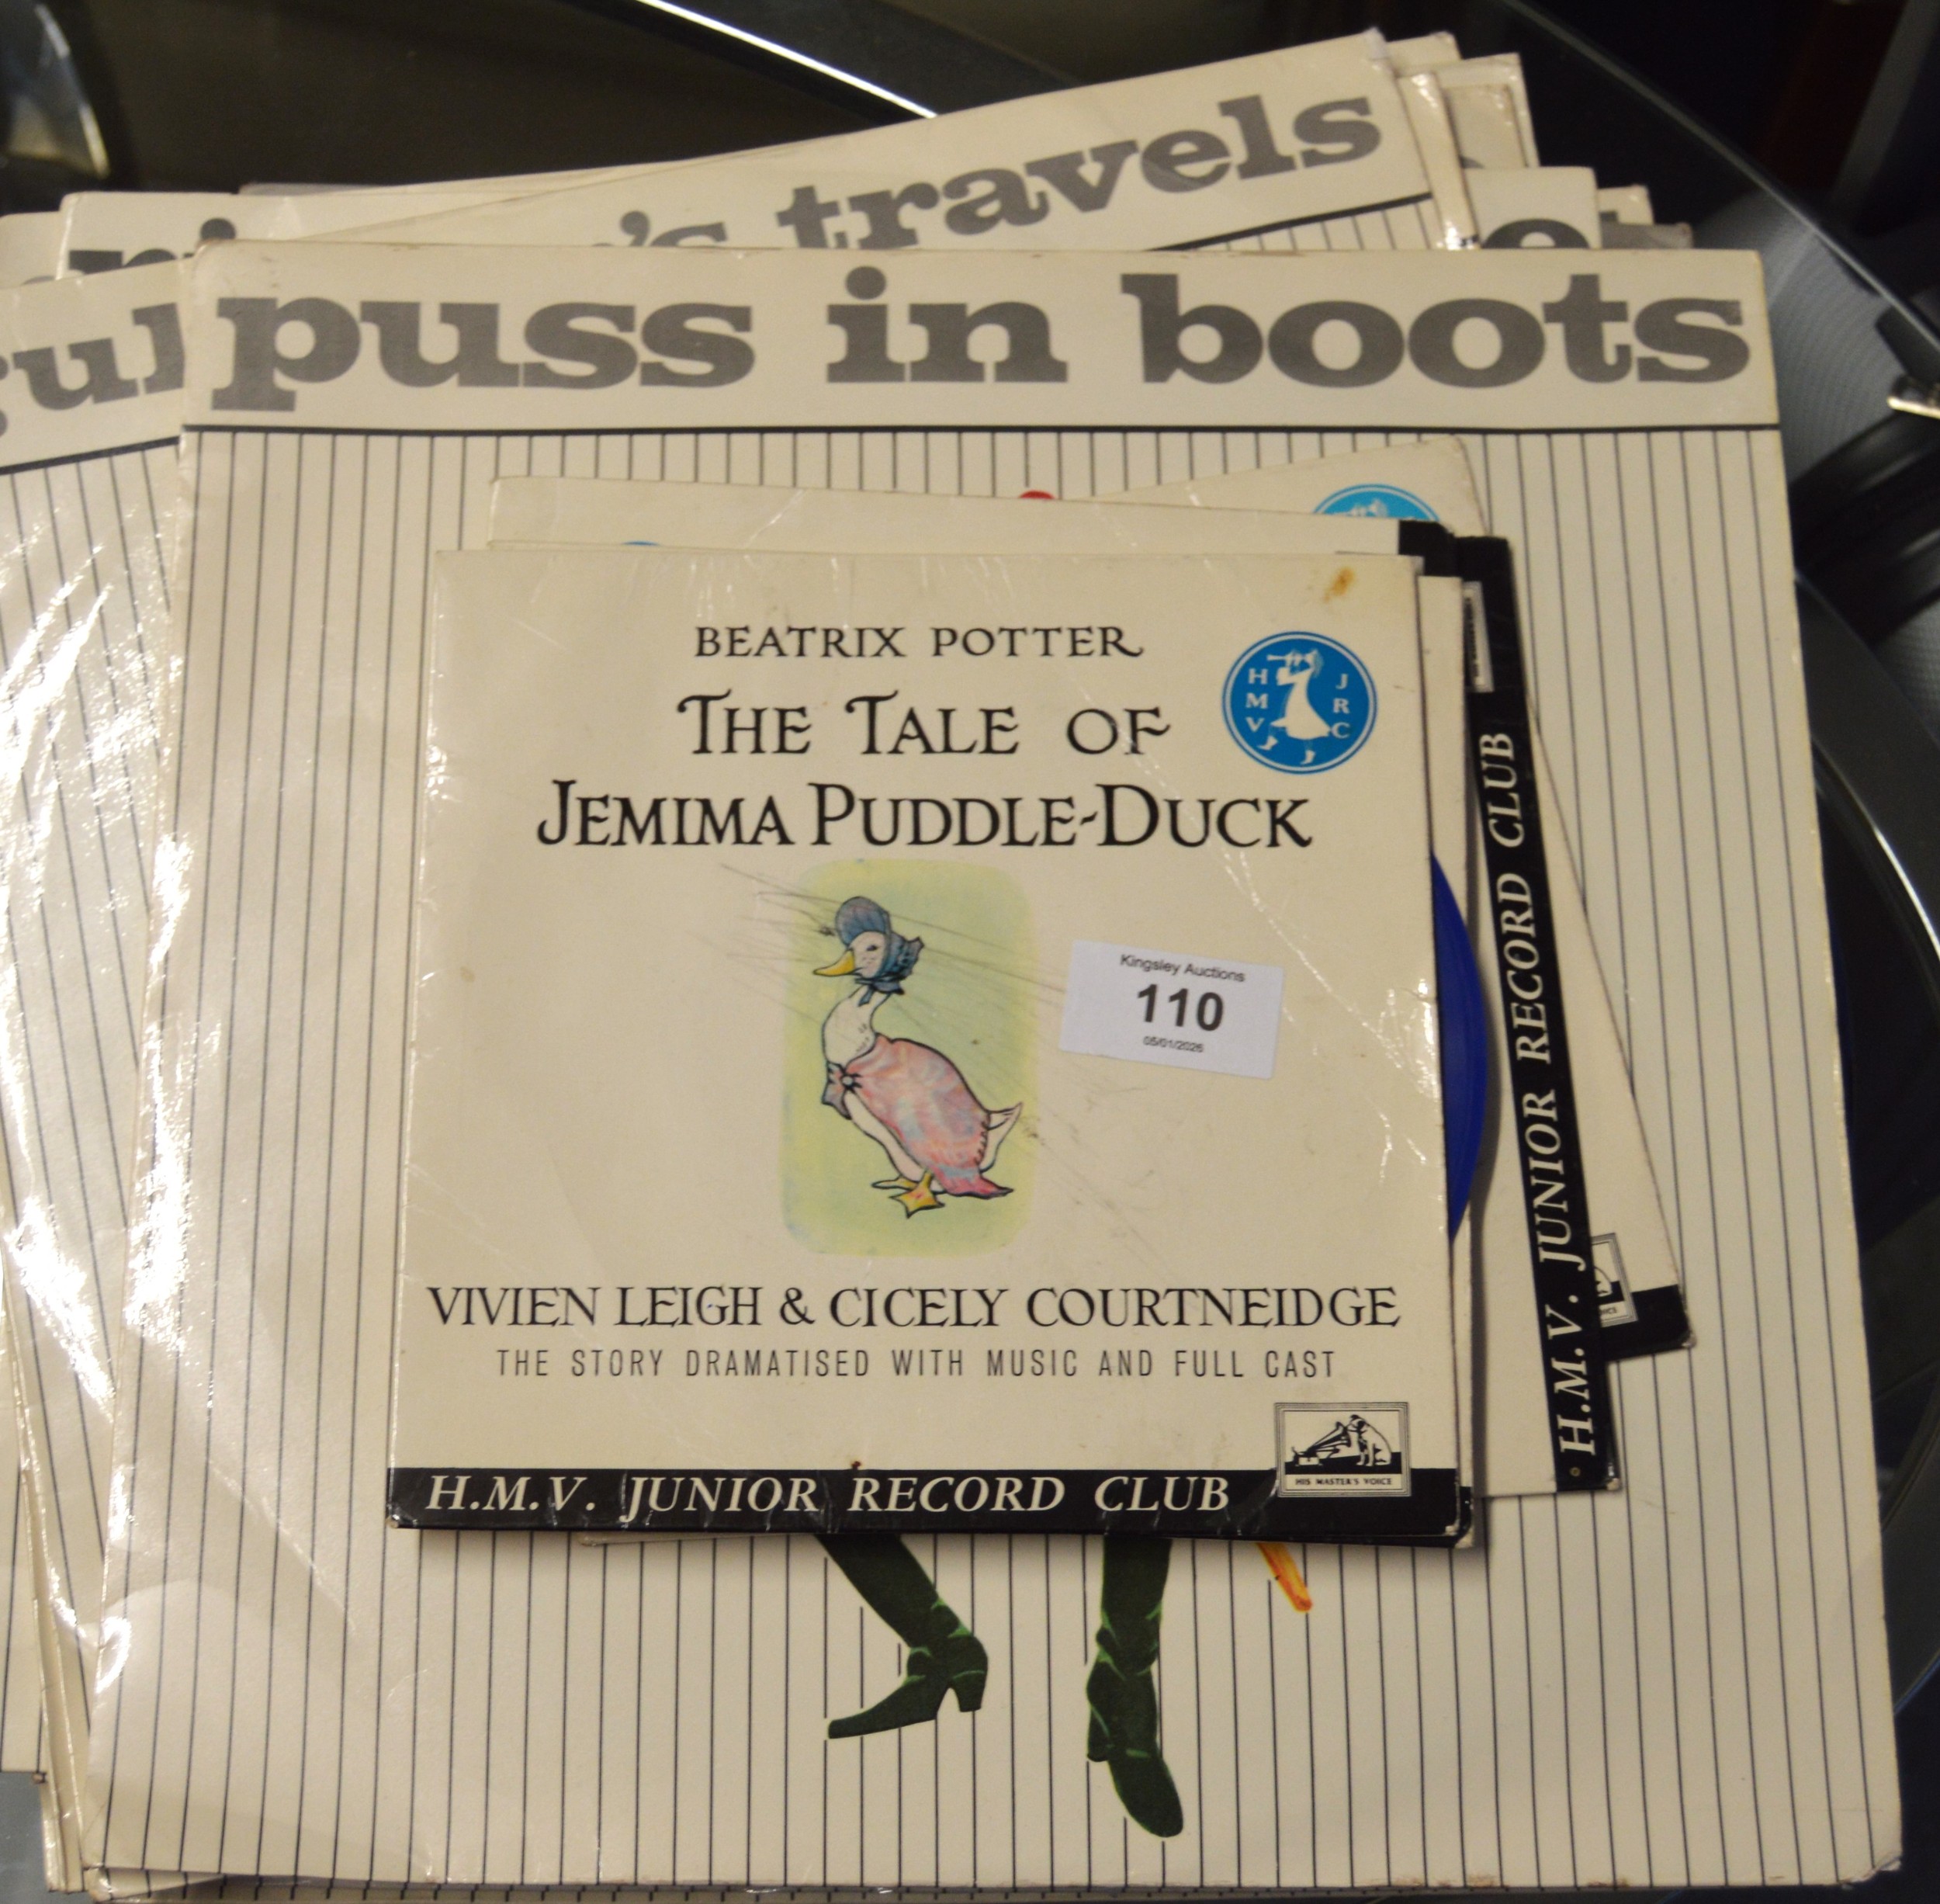 's travels
puss in boots
BEATRIX POTTER
THE TALE OF
JEMIMA PUDDLE-DUCK
H J
M R
V C
Kingsley Auctions
110
05/01/2026
VIVIEN LEIGH & CICELY COURTNEIDGE
THE STORY DRAMATISED WITH MUSIC AND FULL CAST
HIS MASTER'S VOICE
H.M.V. JUNIOR RECORD CLUB
H.M.V. JUNIOR RECORD CLUB